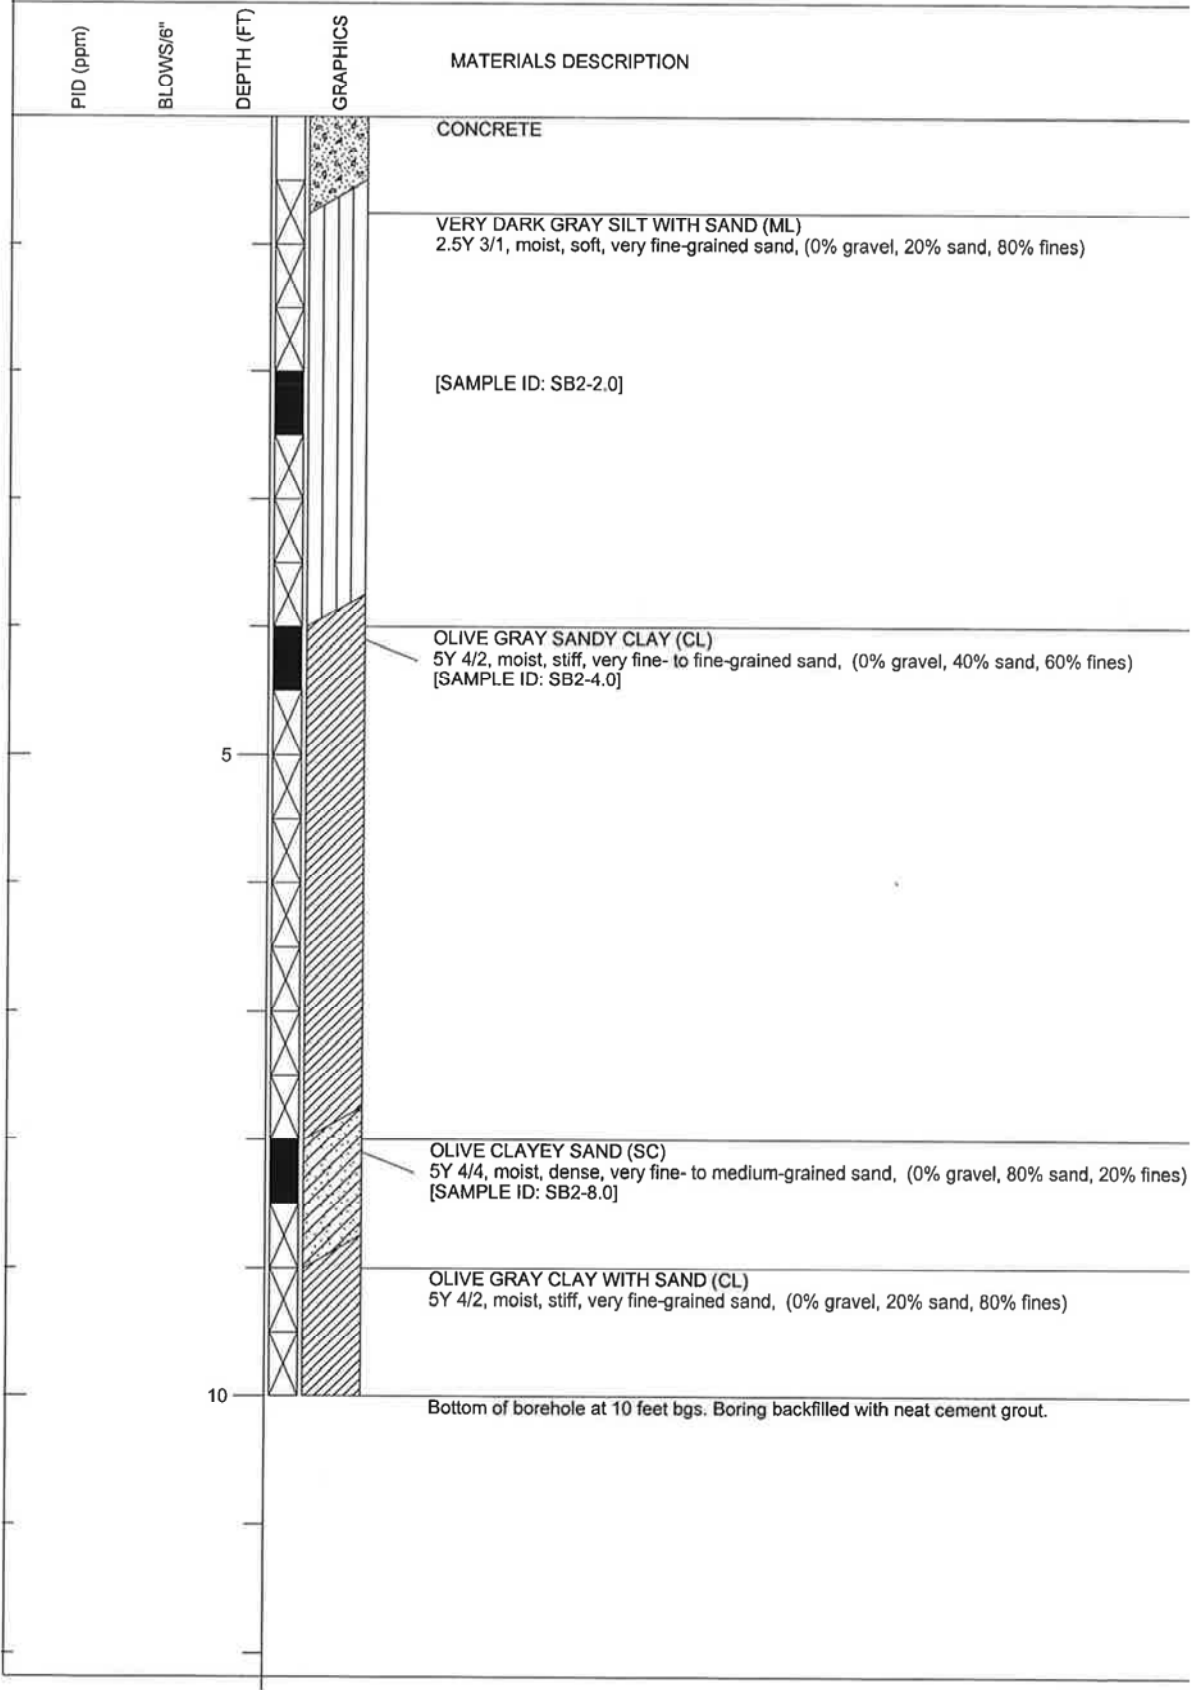 PID (ppm)
BLOWS/6"
DEPTH (FT)
GRAPHICS
MATERIALS DESCRIPTION
CONCRETE
VERY DARK GRAY SILT WITH SAND (ML)
2.5Y 3/1, moist, soft, very fine-grained sand, (0% gravel, 20% sand, 80% fines)
[SAMPLE ID: SB2-2.0]
OLIVE GRAY SANDY CLAY (CL)
5Y 4/2, moist, stiff, very fine- to fine-grained sand, (0% gravel, 40% sand, 60% fines)
[SAMPLE ID: SB2-4.0]
5
OLIVE CLAYEY SAND (SC)
5Y 4/4, moist, dense, very fine- to medium-grained sand, (0% gravel, 80% sand, 20% fines)
[SAMPLE ID: SB2-8.0]
OLIVE GRAY CLAY WITH SAND (CL)
5Y 4/2, moist, stiff, very fine-grained sand, (0% gravel, 20% sand, 80% fines)
10
Bottom of borehole at 10 feet bgs. Boring backfilled with neat cement grout.